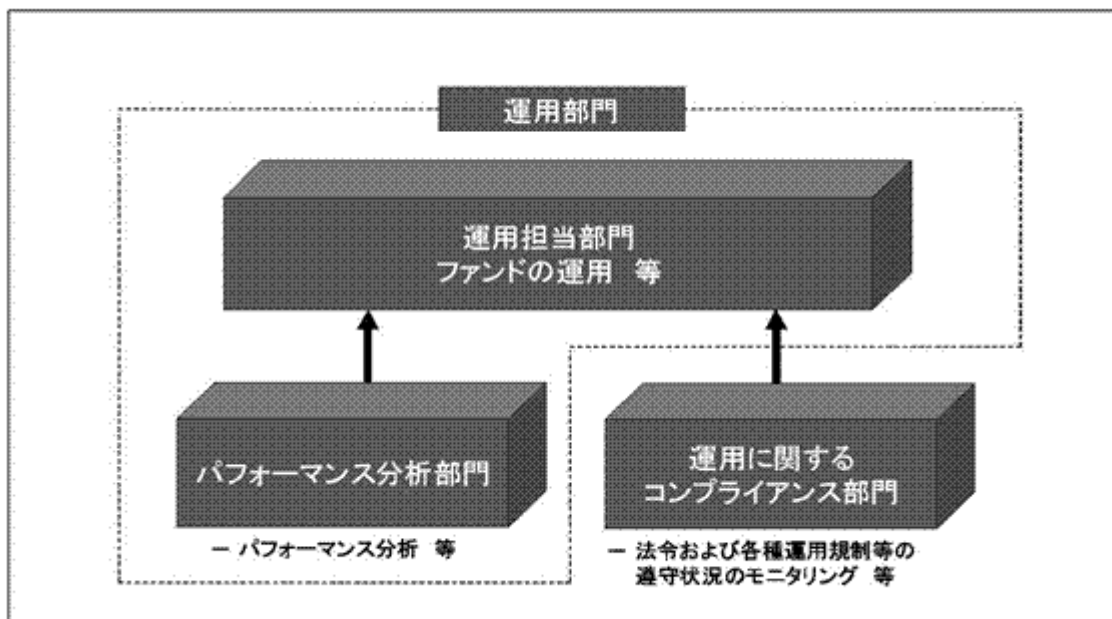 運用部門
運用担当部門
ファンドの運用 等
パフォーマンス分析部門
－ パフォーマンス分析 等
運用に関する
コンプライアンス部門
－ 法令および各種運用規制等の
遵守状況のモニタリング 等